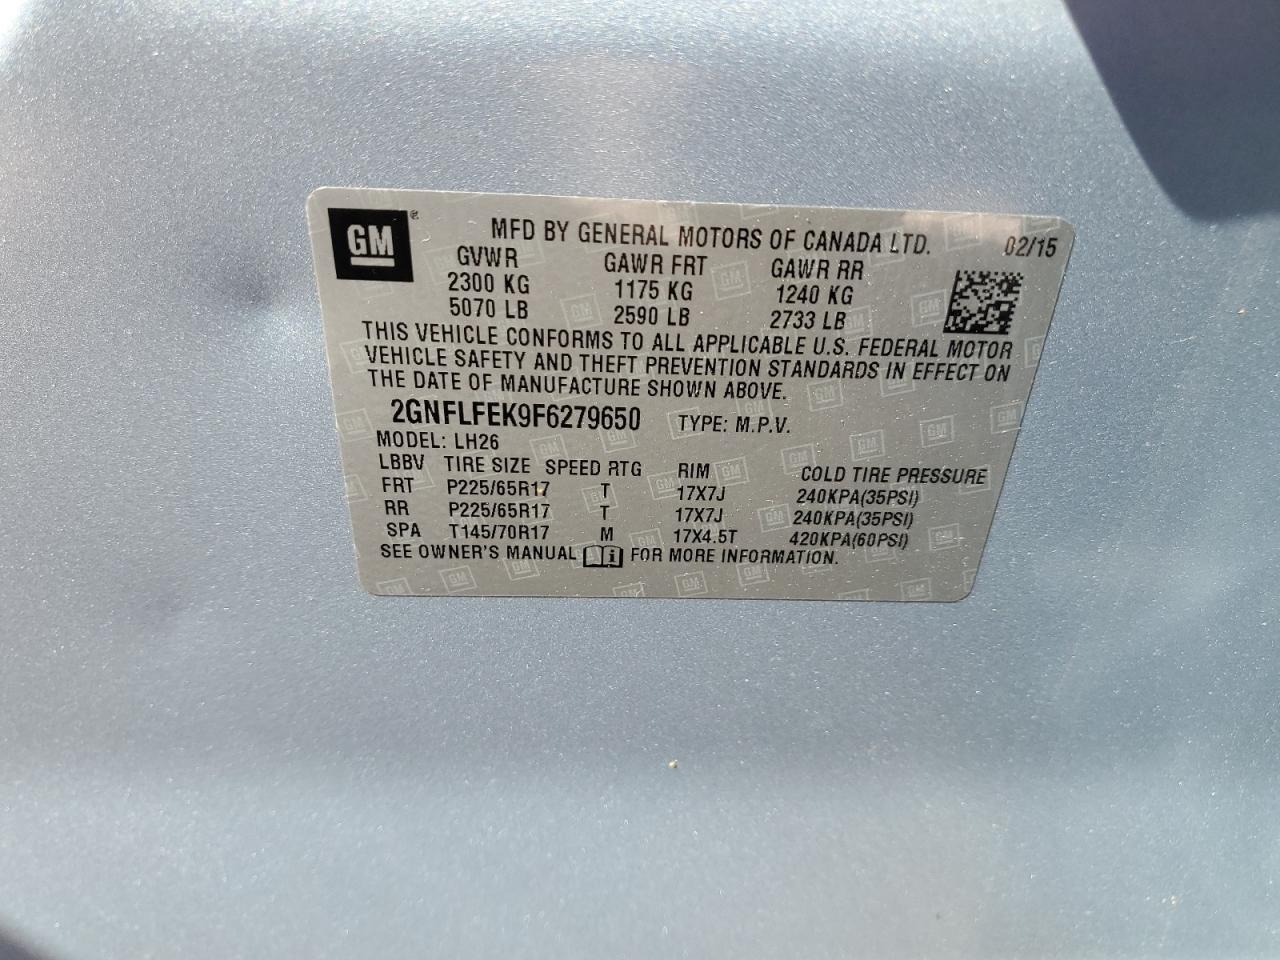 GM®
MFD BY GENERAL MOTORS OF CANADA LTD. 02/15
GVWR GAWR FRT GAWR RR
2300 KG 1175 KG 1240 KG
5070 LB 2590 LB 2733 LB
THIS VEHICLE CONFORMS TO ALL APPLICABLE U.S. FEDERAL MOTOR
VEHICLE SAFETY AND THEFT PREVENTION STANDARDS IN EFFECT ON
THE DATE OF MANUFACTURE SHOWN ABOVE.
2GNFLFEK9F6279650 TYPE: M.P.V.
MODEL: LH26
LBBV TIRE SIZE SPEED RTG RIM COLD TIRE PRESSURE
FRT P225/65R17 T 17X7J 240KPA(35PSI)
RR P225/65R17 T 17X7J 240KPA(35PSI)
SPA T145/70R17 M 17X4.5T 420KPA(60PSI)
SEE OWNER'S MANUAL i FOR MORE INFORMATION.